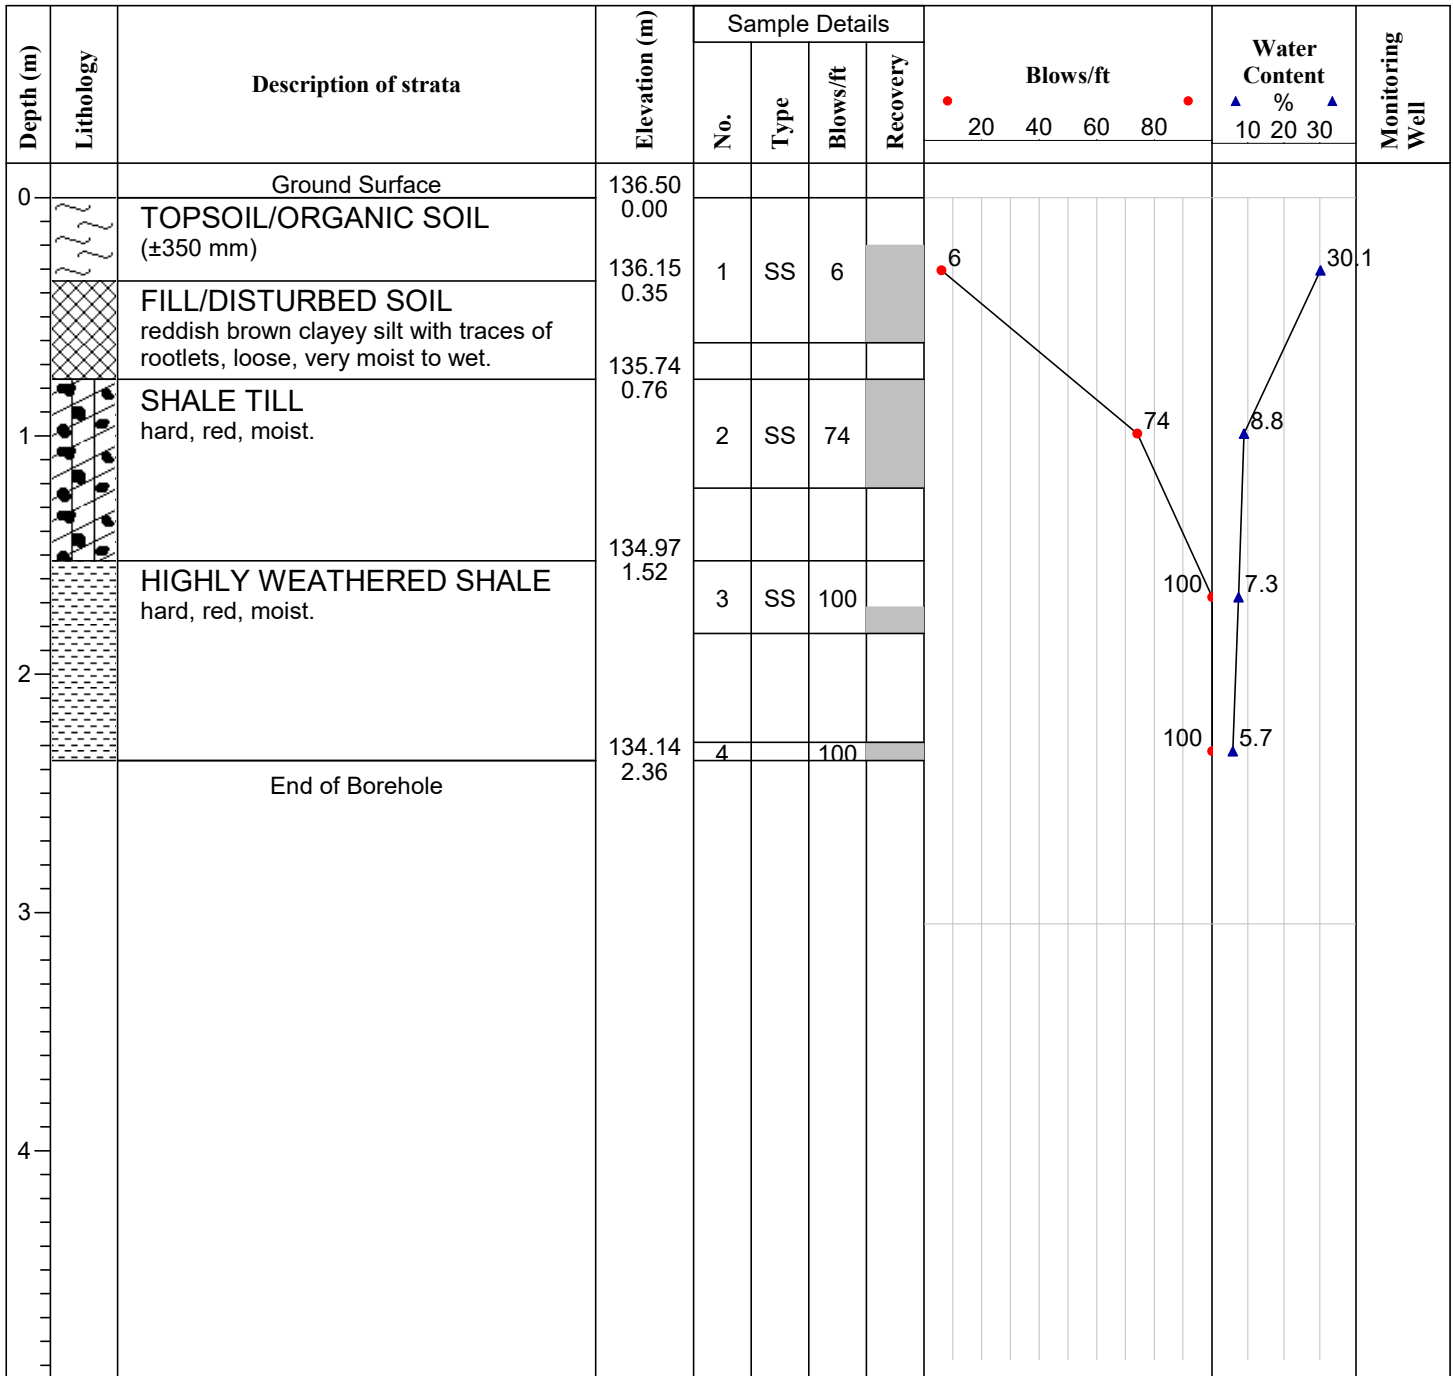 Depth (m)
Lithology
Description of strata
Elevation (m)
Sample Details
No.
Type
Blows/ft
Recovery
Blows/ft
20 40 60 80
Water
Content
%
10 20 30
Monitoring
Well
0
Ground Surface
136.50
0.00
TOPSOIL/ORGANIC SOIL
(±350 mm)
136.15
0.35
1 SS 6
6
30.1
FILL/DISTURBED SOIL
reddish brown clayey silt with traces of
rootlets, loose, very moist to wet.
135.74
0.76
SHALE TILL
hard, red, moist.
1
2 SS 74
74
8.8
134.97
1.52
HIGHLY WEATHERED SHALE
hard, red, moist.
3 SS 100
100
7.3
2
134.14
2.36
4 100
100
5.7
End of Borehole
3
4